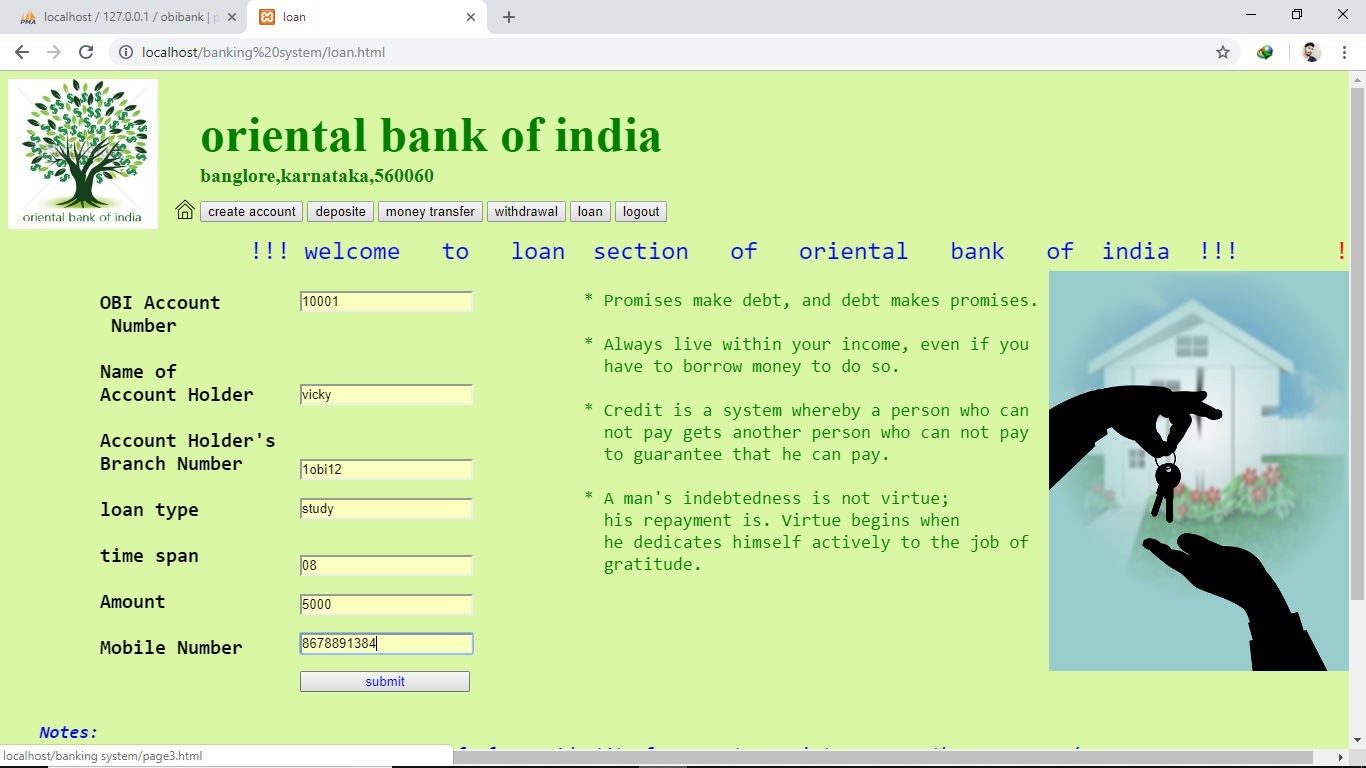 localhost / 127.0.0.1 / obibank | p
loan
localhost/banking%20system/loan.html
oriental bank of india
oriental bank of india
banglore,karnataka,560060
create account deposite money transfer withdrawal loan logout
!!! welcome to loan section of oriental bank of india !!! !
OBI Account
Number
10001
Name of
Account Holder
vicky
Account Holder's
Branch Number
1obi12
loan type
study
time span
08
Amount
5000
Mobile Number
8678891384
submit
* Promises make debt, and debt makes promises.
* Always live within your income, even if you
have to borrow money to do so.
* Credit is a system whereby a person who can
not pay gets another person who can not pay
to guarantee that he can pay.
* A man's indebtedness is not virtue;
his repayment is. Virtue begins when
he dedicates himself actively to the job of
gratitude.
Notes:
localhost/banking system/page3.html